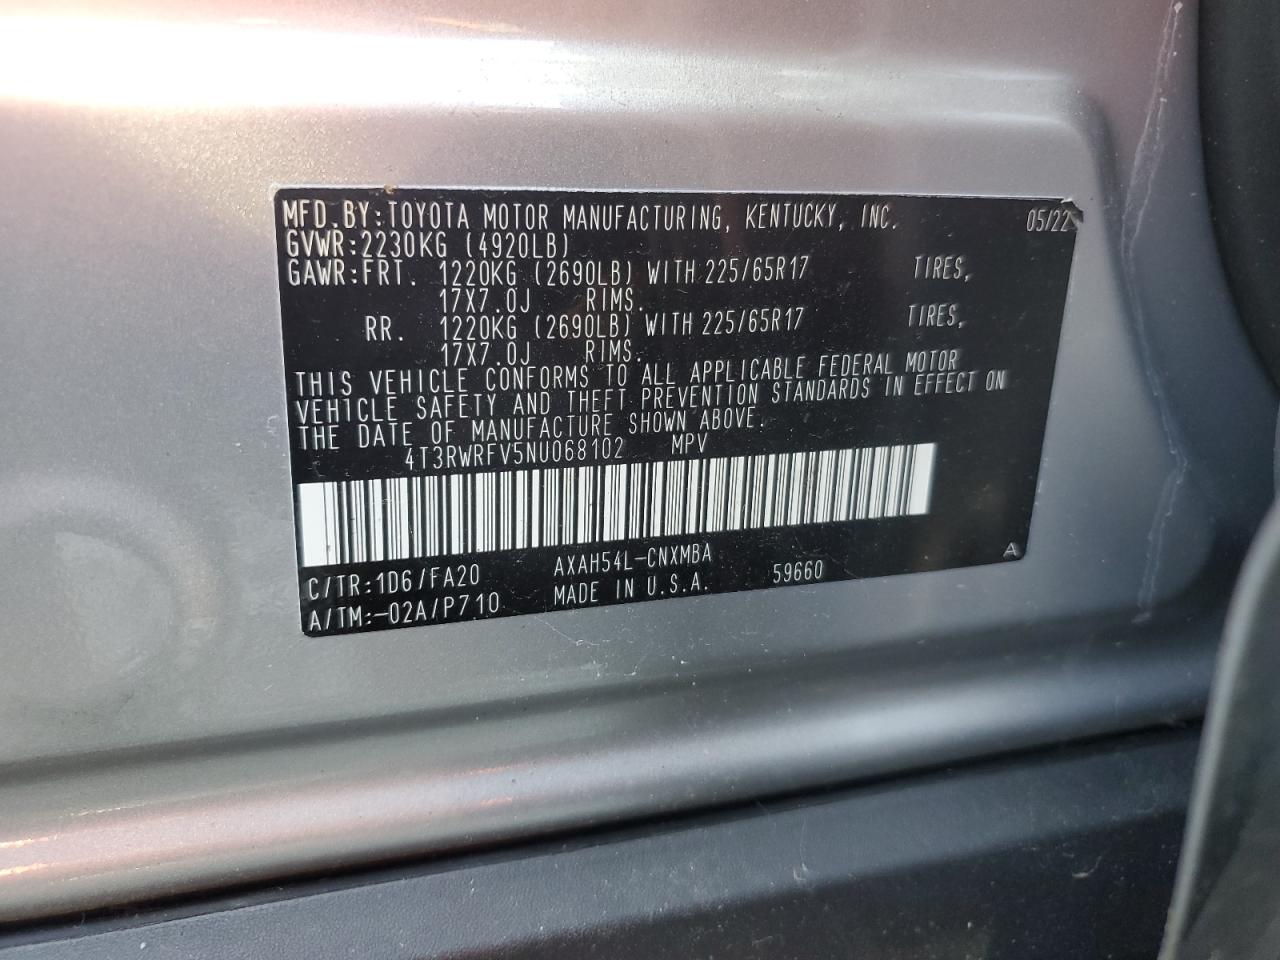 MFD.BY:TOYOTA MOTOR MANUFACTURING, KENTUCKY, INC. 05/22
GVWR:2230KG (4920LB)
GAWR:FRT. 1220KG (2690LB) WITH 225/65R17 TIRES,
17X7.0J RIMS.
RR. 1220KG (2690LB) WITH 225/65R17 TIRES,
17X7.0J RIMS.
THIS VEHICLE CONFORMS TO ALL APPLICABLE FEDERAL MOTOR
VEHICLE SAFETY AND THEFT PREVENTION STANDARDS IN EFFECT ON
THE DATE OF MANUFACTURE SHOWN ABOVE.
4T3RWRFV5NU068102 MPV
C/TR:1D6/FA20 AXAH54L-CNXMBA A
A/TM:-02A/P710 MADE IN U.S.A. 59660